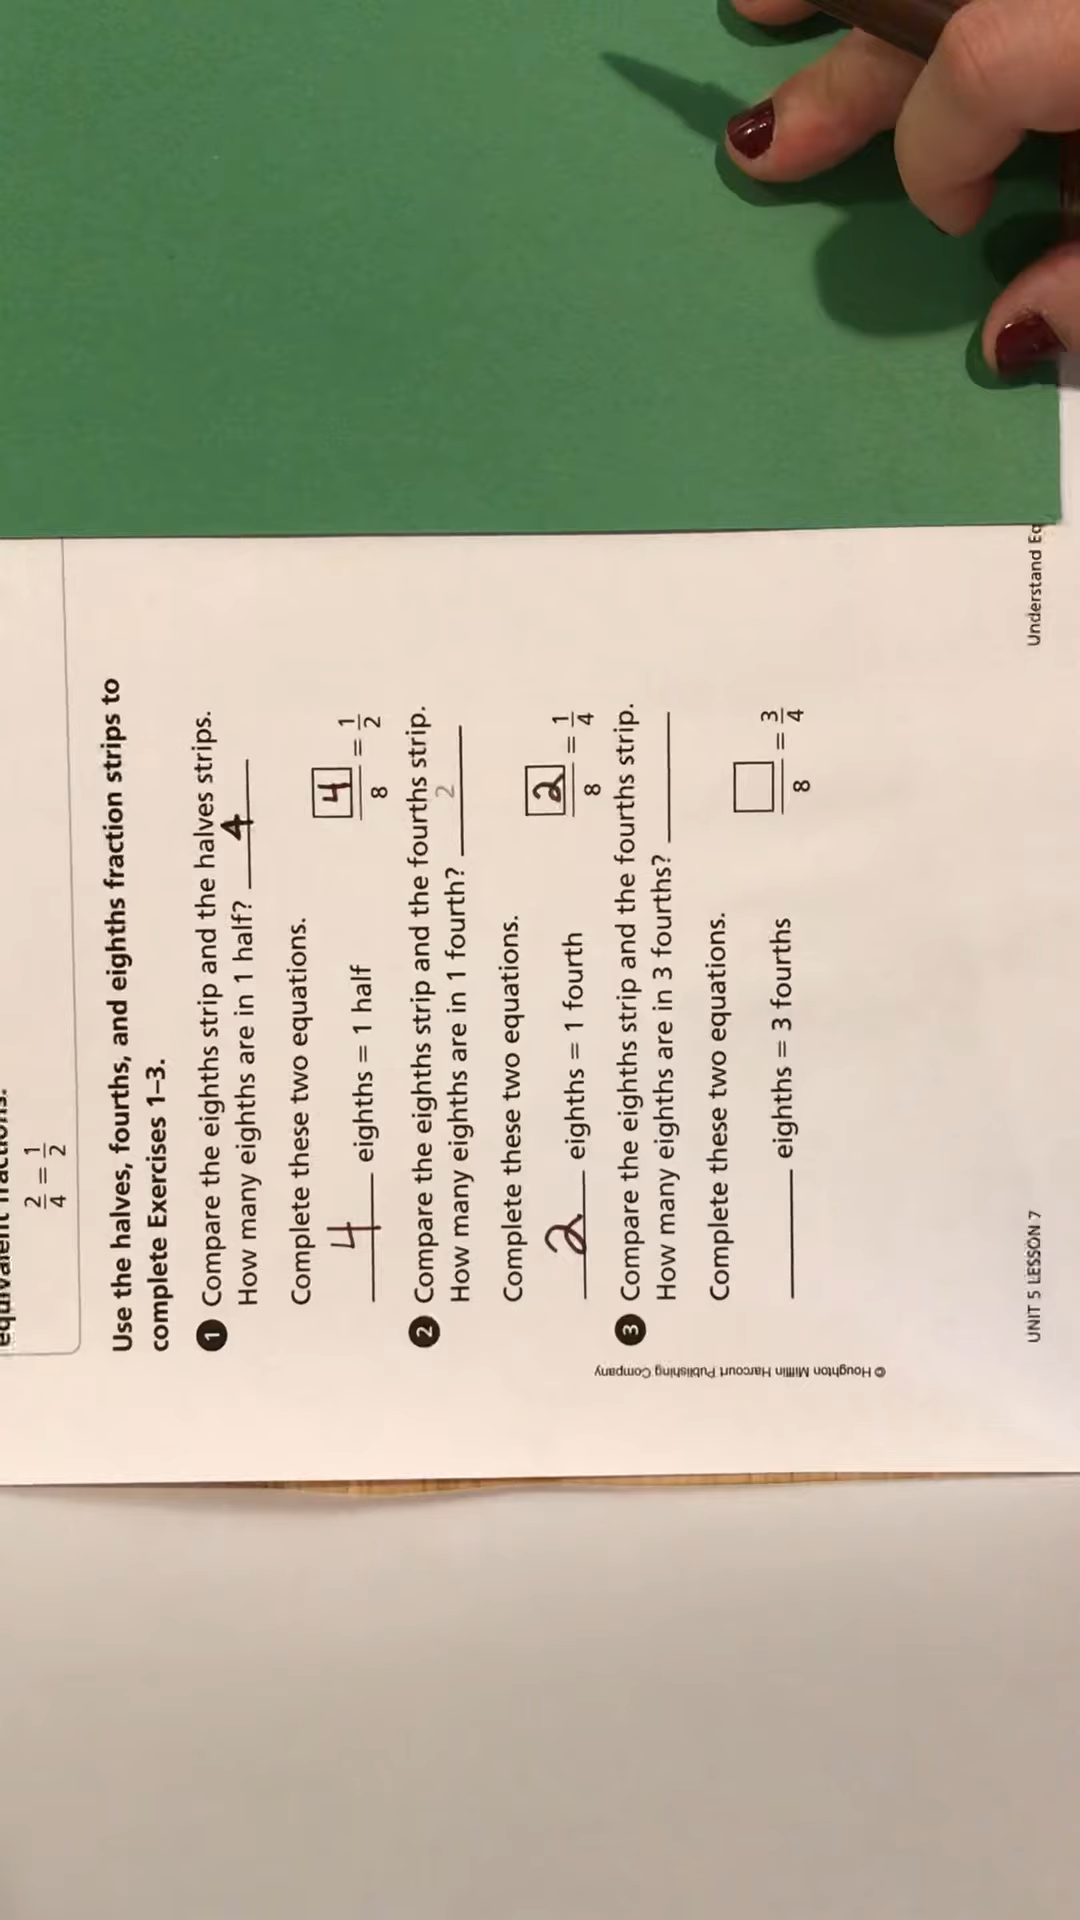 2/4 = 1/2
Use the halves, fourths, and eighths fraction strips to
complete Exercises 1–3.
1 Compare the eighths strip and the halves strips.
How many eighths are in 1 half? 4
Complete these two equations.
4 eighths = 1 half 4/8 = 1/2
2 Compare the eighths strip and the fourths strip.
How many eighths are in 1 fourth? 2
Complete these two equations.
2 eighths = 1 fourth 2/8 = 1/4
3 Compare the eighths strip and the fourths strip.
How many eighths are in 3 fourths? ____
Complete these two equations.
____ eighths = 3 fourths □/8 = 3/4
© Houghton Mifflin Harcourt Publishing Company
UNIT 5 LESSON 7 Understand